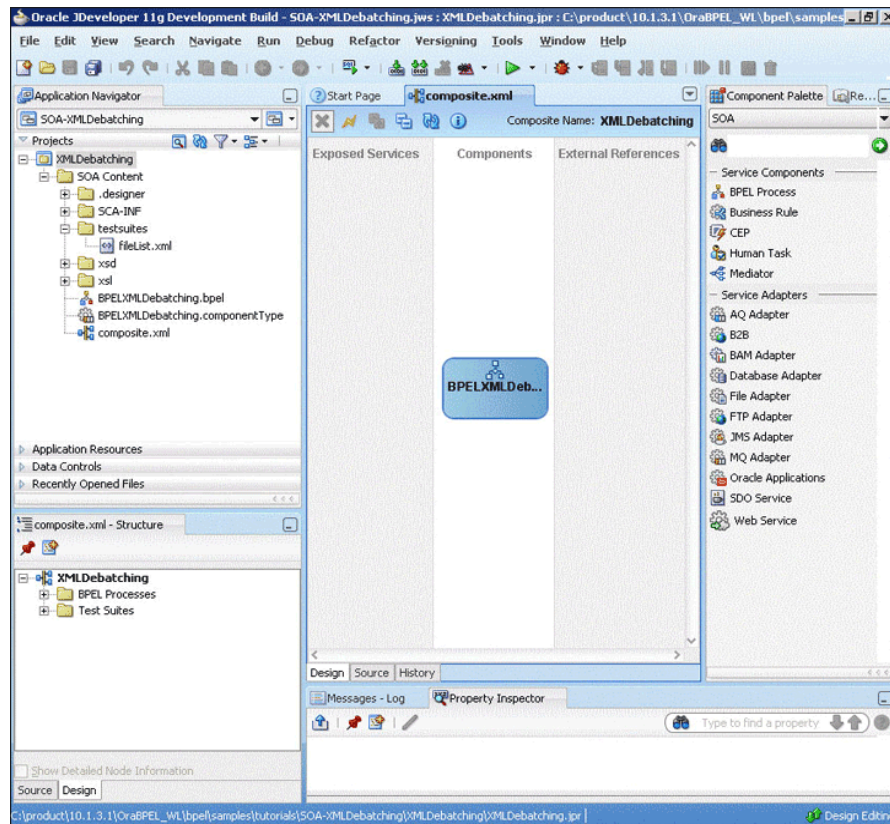 Oracle JDeveloper 11g Development Build - SOA-XMLDebatching.jws : XMLDebatching.jpr : C:\product\10.1.3.1\OraBPEL_WL\bpel\samples
File Edit View Search Navigate Run Debug Refactor Versioning Tools Window Help
Application Navigator
SOA-XMLDebatching
Projects
XMLDebatching
SOA Content
.designer
SCA-INF
testsuites
fileList.xml
xsd
xsl
BPELXMLDebatching.bpel
BPELXMLDebatching.componentType
composite.xml
Application Resources
Data Controls
Recently Opened Files
composite.xml - Structure
XMLDebatching
BPEL Processes
Test Suites
Show Detailed Node Information
Source Design
Start Page composite.xml
Composite Name: XMLDebatching
Exposed Services Components External References
BPELXMLDeb...
Design Source History
Messages - Log Property Inspector
Type to find a property
Component Palette Re...
SOA
Service Components
BPEL Process
Business Rule
CEP
Human Task
Mediator
Service Adapters
AQ Adapter
B2B
BAM Adapter
Database Adapter
File Adapter
FTP Adapter
JMS Adapter
MQ Adapter
Oracle Applications
SDO Service
Web Service
C:\product\10.1.3.1\OraBPEL_WL\bpel\samples\tutorials\SOA-XMLDebatching\XMLDebatching\XMLDebatching.jpr Design Editin